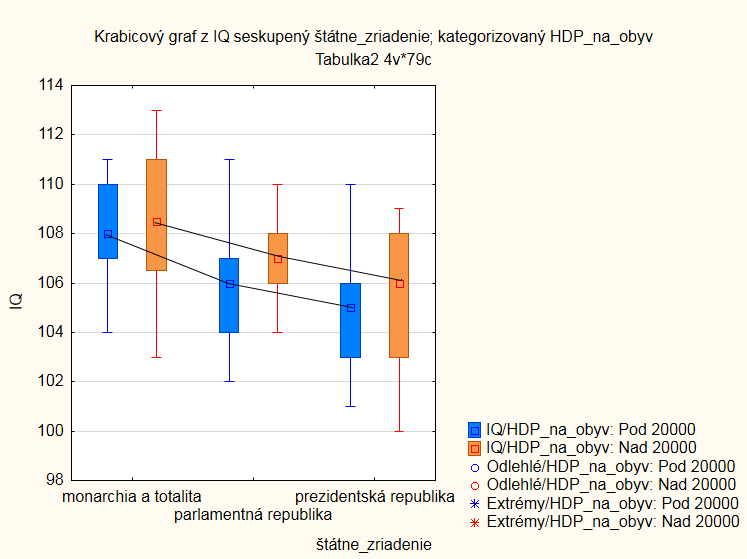 Krabicový graf z IQ seskupený štátne_zriadenie; kategorizovaný HDP_na_obyv
Tabulka2 4v*79c
114
112
110
108
106
104
102
100
98
IQ
monarchia a totalita
parlamentná republika
prezidentská republika
štátne_zriadenie
IQ/HDP_na_obyv: Pod 20000
IQ/HDP_na_obyv: Nad 20000
Odlehlé/HDP_na_obyv: Pod 20000
Odlehlé/HDP_na_obyv: Nad 20000
Extrémy/HDP_na_obyv: Pod 20000
Extrémy/HDP_na_obyv: Nad 20000